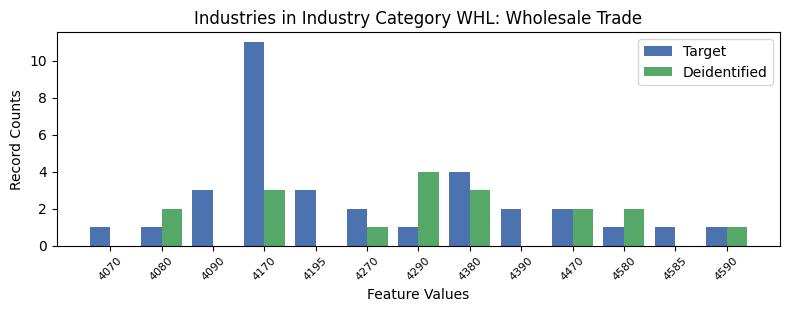 Industries in Industry Category WHL: Wholesale Trade
Target
Deidentified
Record Counts
10
8
6
4
2
0
4070 4080 4090 4170 4195 4270 4290 4380 4390 4470 4580 4585 4590
Feature Values